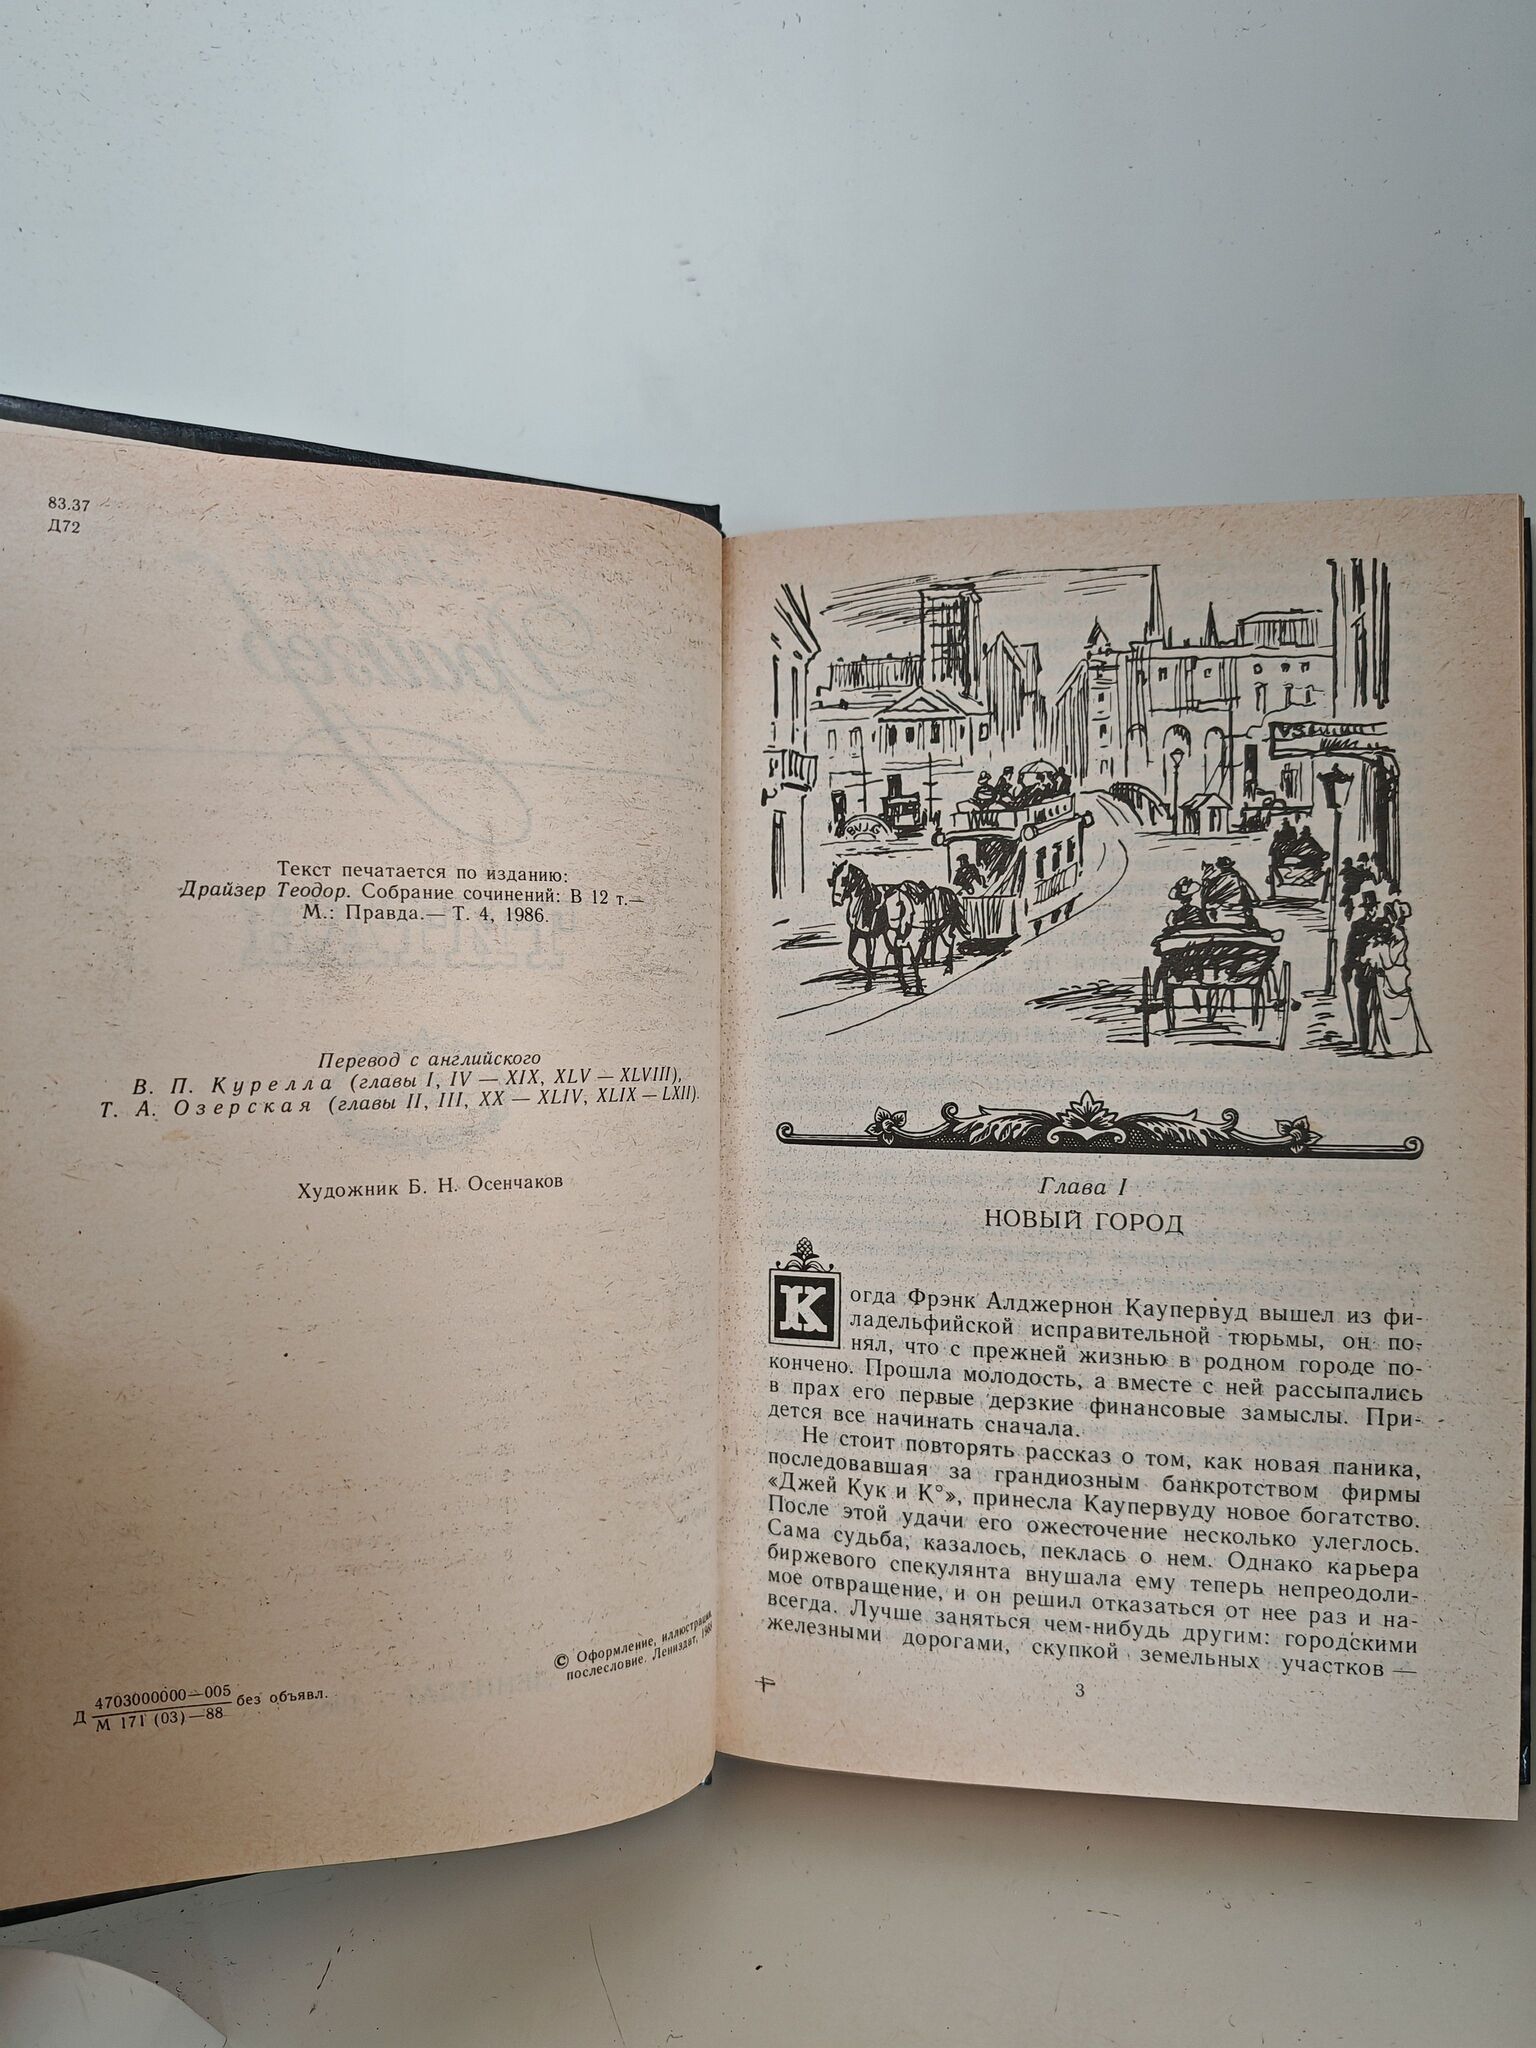 83.37
Д72
Текст печатается по изданию:
Драйзер Теодор. Собрание сочинений: В 12 т.—
М.: Правда.— Т. 4, 1986.
Перевод с английского
В. П. Курелла (главы I, IV — XIX, XLV — XLVIII),
Т. А. Озерская (главы II, III, XX — XLIV, XLIX — LXII).
Художник Б. Н. Осенчаков
© Оформление, иллюстрации,
послесловие. Лениздат,
Д 4703000000—005
М 171 (03)—88 без объявл.
Глава I
НОВЫЙ ГОРОД
Когда Фрэнк Алджернон Каупервуд вышел из фи-
ладельфийской исправительной тюрьмы, он по-
нял, что с прежней жизнью в родном городе по-
кончено. Прошла молодость, а вместе с ней рассыпались
в прах его первые дерзкие финансовые замыслы. При-
дется все начинать сначала.
Не стоит повторять рассказ о том, как новая паника,
последовавшая за грандиозным банкротством фирмы
«Джей Кук и К°», принесла Каупервуду новое богатство.
После этой удачи его ожесточение несколько улеглось.
Сама судьба, казалось, пеклась о нем. Однако карьера
биржевого спекулянта внушала ему теперь непреодоли-
мое отвращение, и он решил отказаться от нее раз и на-
всегда. Лучше заняться чем-нибудь другим: городскими
железными дорогами, скупкой земельных участков —
3